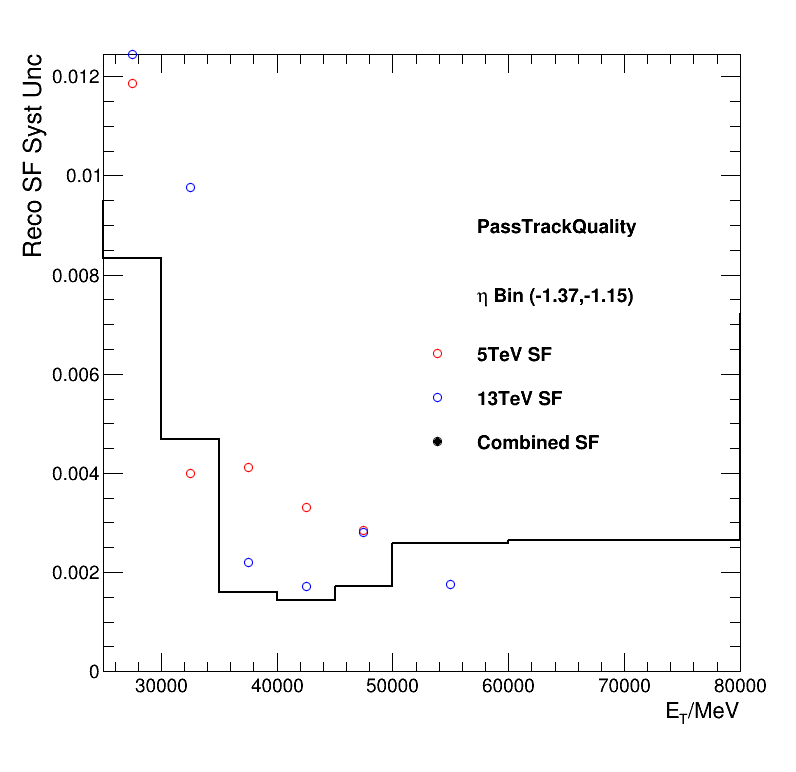 Reco SF Syst Unc
0.012
0.01
0.008
0.006
0.004
0.002
0
PassTrackQuality
η Bin (-1.37,-1.15)
5TeV SF
13TeV SF
Combined SF
30000 40000 50000 60000 70000 80000
E_T/MeV